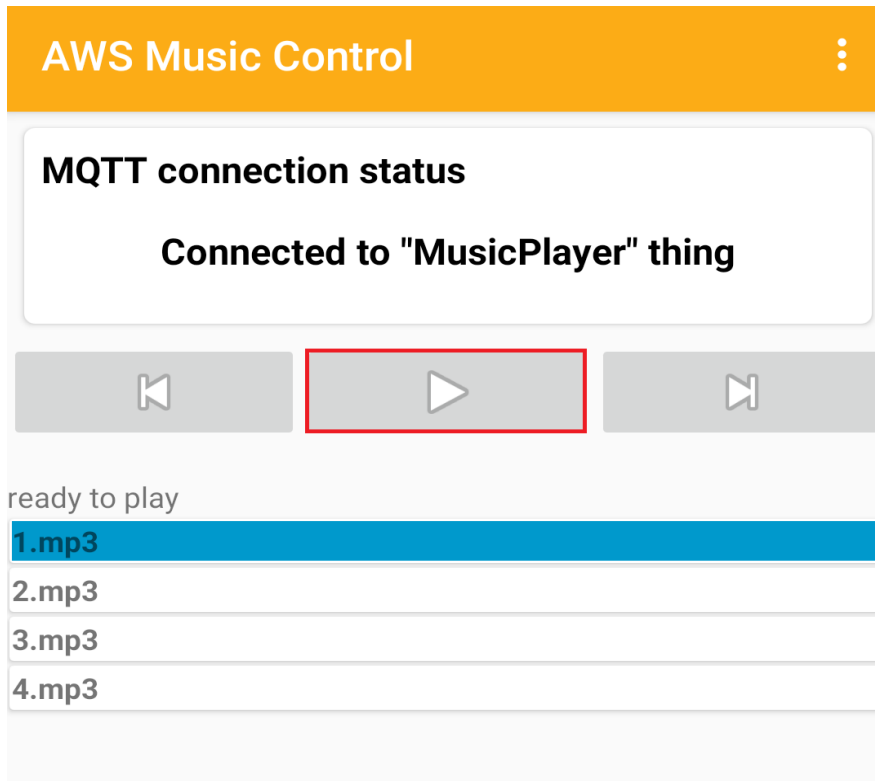 AWS Music Control
MQTT connection status
Connected to "MusicPlayer" thing
ready to play
1.mp3
2.mp3
3.mp3
4.mp3